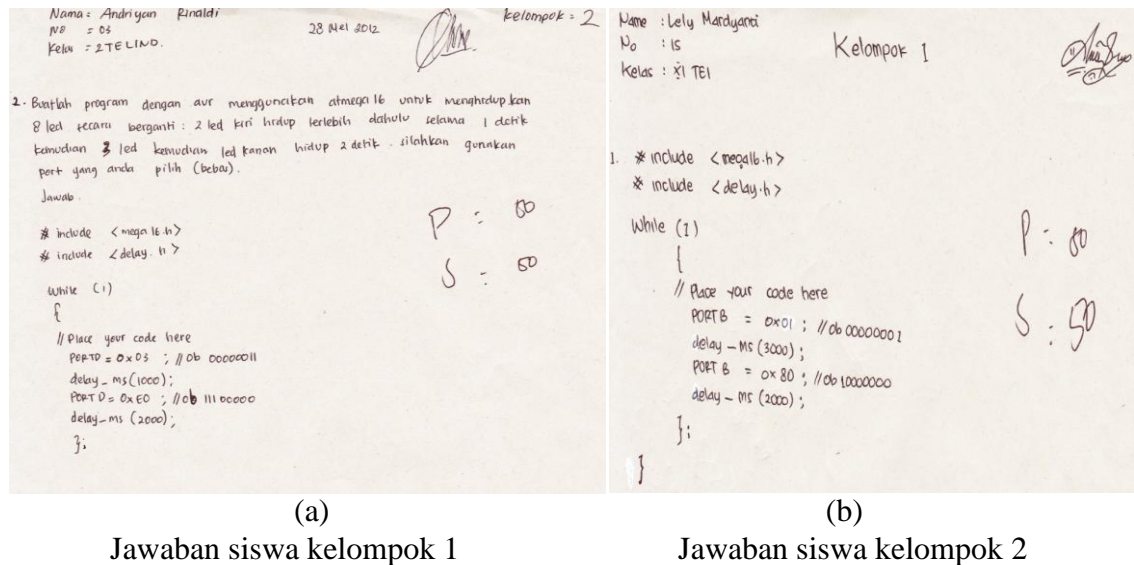 Nama : Andriyan Rinaldi
No = 03
Kelas = 2TELIND.
28 Mei 2012
Kelompok = 2
2. Buatlah program dengan avr menggunakan atmega 16 untuk menghidupkan
8 led secara berganti : 2 led kiri hidup terlebih dahulu selama 1 detik
kemudian 3 led kemudian led kanan hidup 2 detik . silahkan gunakan
port yang anda pilih (bebas).
Jawab.
# include <mega 16.h>
# include <delay. h>
while (1)
{
// Place your code here
PORTD = 0x03 ; // 0b 00000011
delay_ms(1000);
PORTD = 0xE0 ; // 0b 11100000
delay_ms (2000);
};
P : 80
S : 50
Name : Lely Mardyanti
No : 15
Kelas : XI TEI
Kelompok 1
1. # include <mega16.h>
# include <delay.h>
While (1)
{
// Place your code here
PORT B = 0x01 ; // 0b 00000001
delay_ms (3000) ;
PORT B = 0x 80 ; // 0b 10000000
delay_ms (2000) ;
};
}
P : 80
S : 50
(a)
Jawaban siswa kelompok 1
(b)
Jawaban siswa kelompok 2